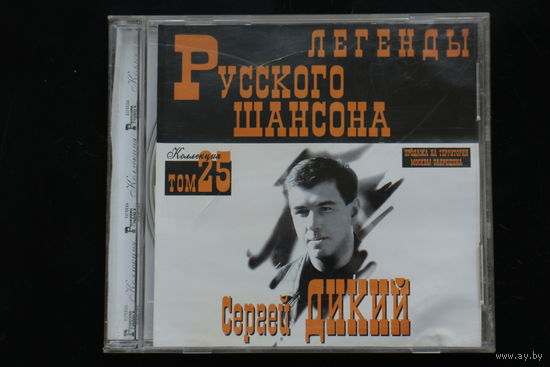 ЛЕГЕНДЫ
РУССКОГО
ШАНСОНА
Коллекция
ТОМ 25
ПРОДАЖА НА ТЕРРИТОРИИ
МОСКВЫ ЗАПРЕЩЕНА
Сергей ДИКИЙ
www.ay.by